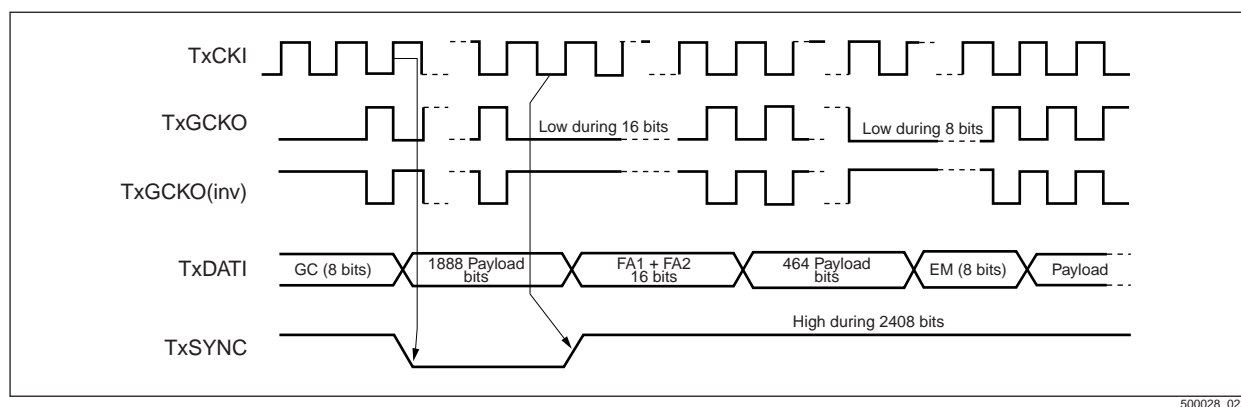 TxCKI
TxGCKO
Low during 16 bits
Low during 8 bits
TxGCKO(inv)
TxDATI
GC (8 bits)
1888 Payload
bits
FA1 + FA2
16 bits
464 Payload
bits
EM (8 bits)
Payload
High during 2408 bits
TxSYNC
500028_02